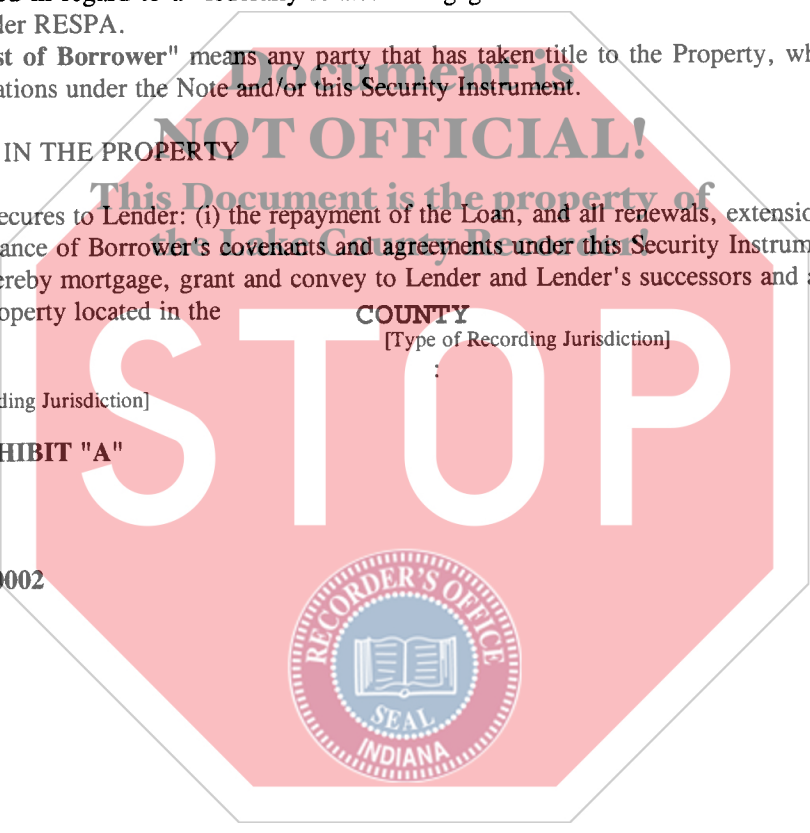 der RESPA.
st of Borrower" means any party that has taken title to the Property, wh
ations under the Note and/or this Security Instrument.
Document is
NOT OFFICIAL!
IN THE PROPERTY
This Document is the property of
the Lake County Recorder!
ecures to Lender: (i) the repayment of the Loan, and all renewals, extensio
ance of Borrower's covenants and agreements under this Security Instrum
ereby mortgage, grant and convey to Lender and Lender's successors and a
operty located in the COUNTY
[Type of Recording Jurisdiction]
:
ding Jurisdiction]
HIBIT "A"
STOP
0002
RECORDER'S OFFICE
SEAL
INDIANA